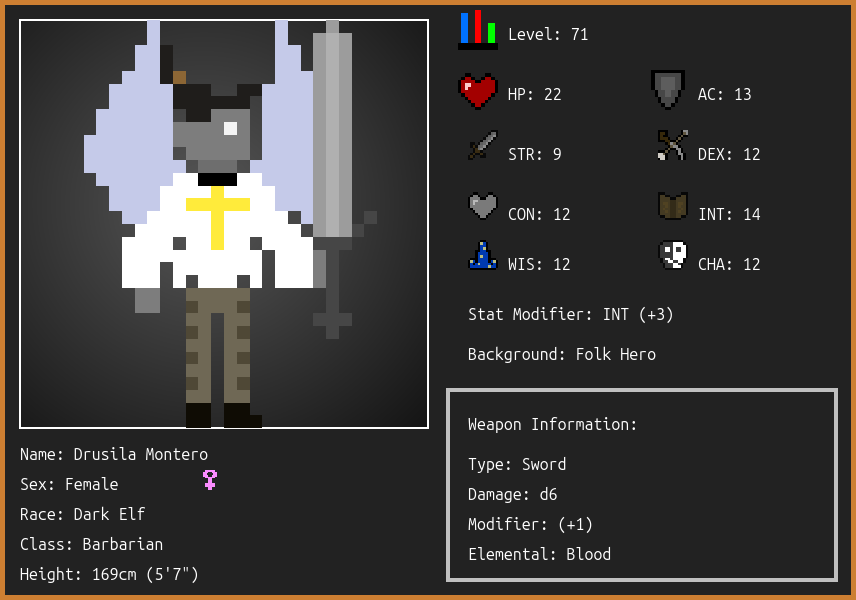 Level: 71
HP: 22
AC: 13
STR: 9
DEX: 12
CON: 12
INT: 14
WIS: 12
CHA: 12
Stat Modifier: INT (+3)
Background: Folk Hero
Weapon Information:
Type: Sword
Damage: d6
Modifier: (+1)
Elemental: Blood
Name: Drusila Montero
Sex: Female
Race: Dark Elf
Class: Barbarian
Height: 169cm (5'7")